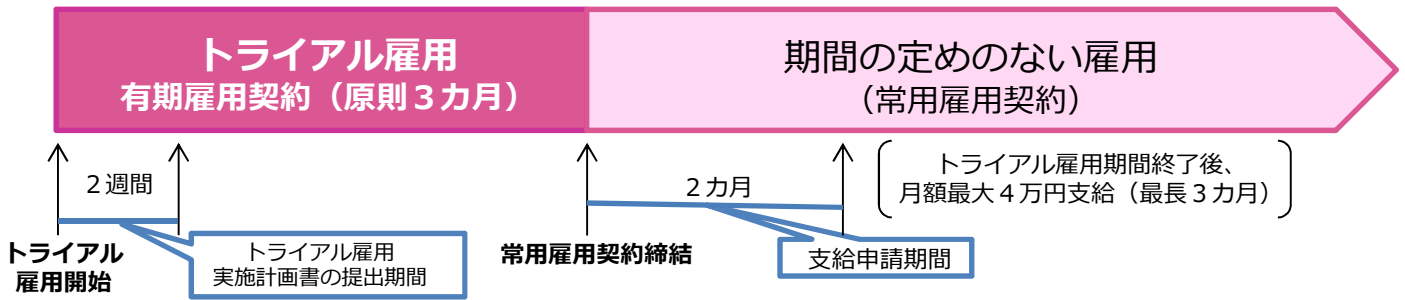 トライアル雇用
有期雇用契約（原則３カ月）
期間の定めのない雇用
（常用雇用契約）
２週間
２カ月
トライアル雇用期間終了後、
月額最大４万円支給（最長３カ月）
トライアル
雇用開始
トライアル雇用
実施計画書の提出期間
常用雇用契約締結
支給申請期間